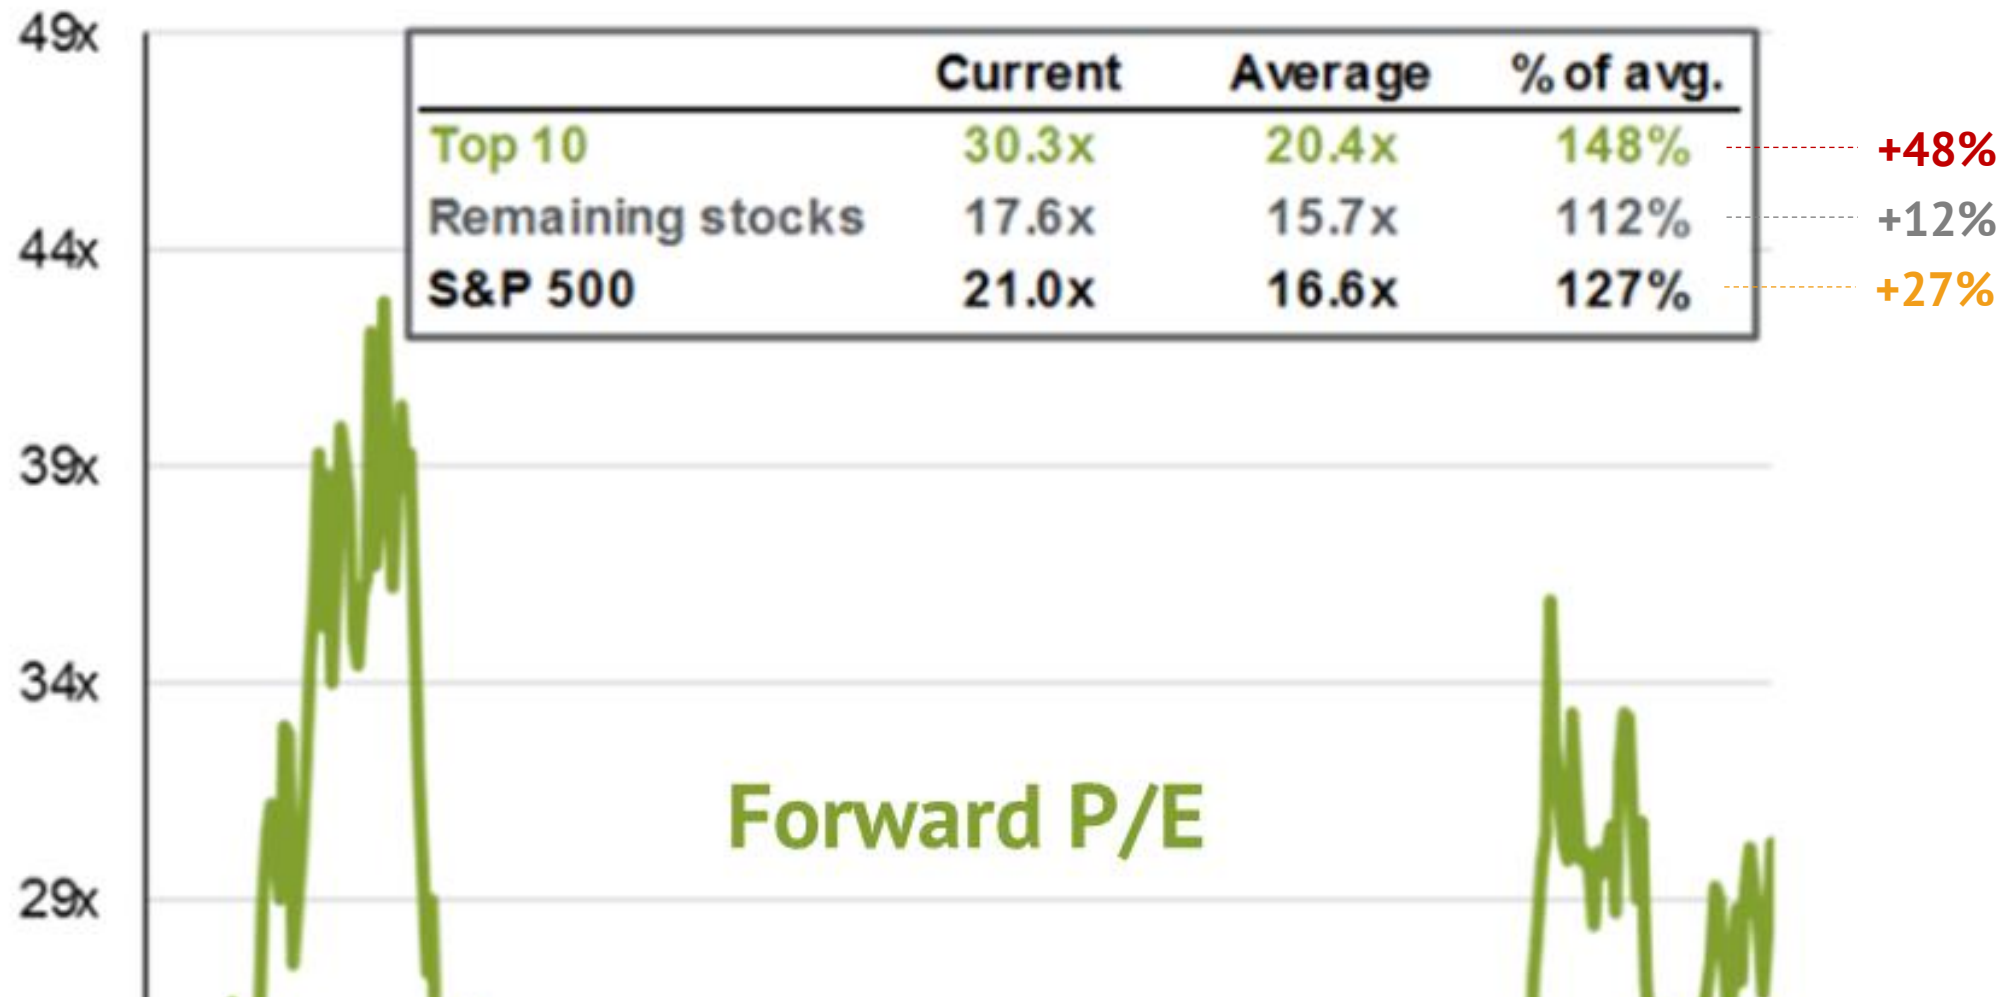 49x
Current Average % of avg.
Top 10 30.3x 20.4x 148% +48%
Remaining stocks 17.6x 15.7x 112% +12%
44x
S&P 500 21.0x 16.6x 127% +27%
39x
34x
Forward P/E
29x